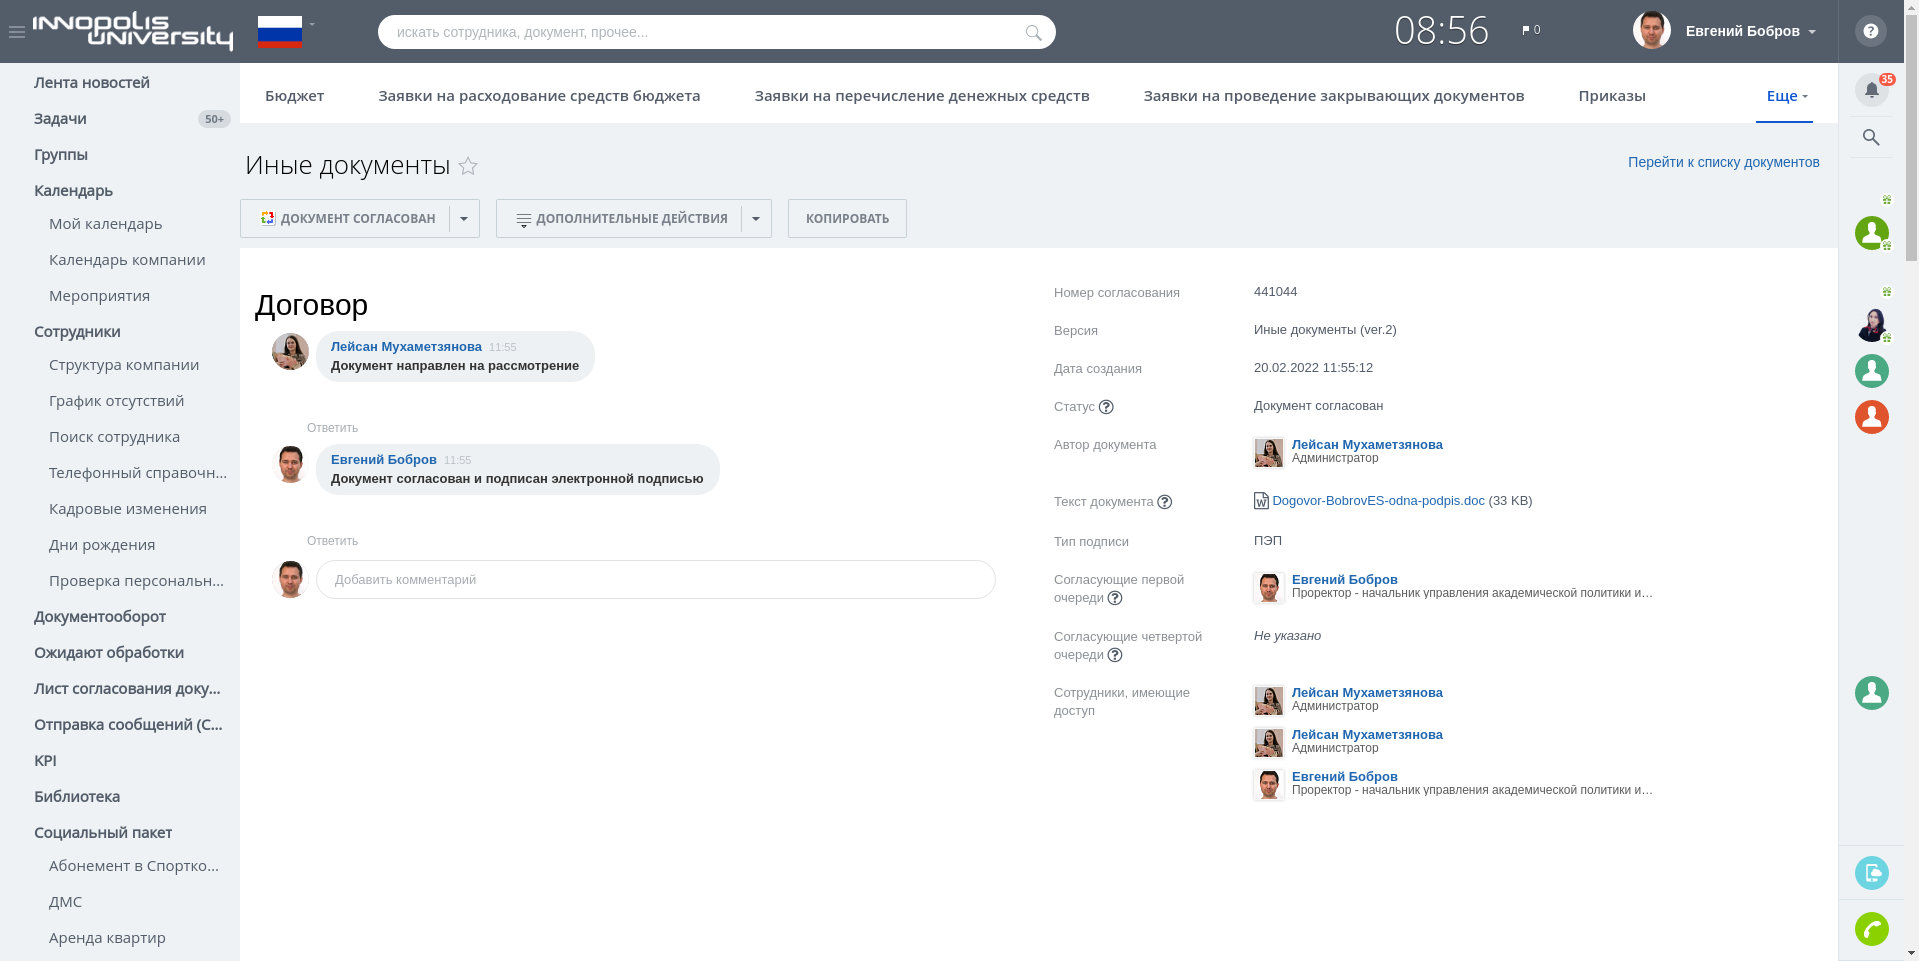 INNOPOLIS
UNIVERSITY
искать сотрудника, документ, прочее...
08:56
0
Евгений Бобров
?
Лента новостей
Задачи
50+
Группы
Календарь
Мой календарь
Календарь компании
Мероприятия
Сотрудники
Структура компании
График отсутствий
Поиск сотрудника
Телефонный справочн...
Кадровые изменения
Дни рождения
Проверка персональн...
Документооборот
Ожидают обработки
Лист согласования доку...
Отправка сообщений (С...
KPI
Библиотека
Социальный пакет
Абонемент в Спортко...
ДМС
Аренда квартир
Бюджет
Заявки на расходование средств бюджета
Заявки на перечисление денежных средств
Заявки на проведение закрывающих документов
Приказы
Еще
35
Иные документы
Перейти к списку документов
ДОКУМЕНТ СОГЛАСОВАН
ДОПОЛНИТЕЛЬНЫЕ ДЕЙСТВИЯ
КОПИРОВАТЬ
Договор
Лейсан Мухаметзянова 11:55
Документ направлен на рассмотрение
Ответить
Евгений Бобров 11:55
Документ согласован и подписан электронной подписью
Ответить
Добавить комментарий
Номер согласования
441044
Версия
Иные документы (ver.2)
Дата создания
20.02.2022 11:55:12
Статус ?
Документ согласован
Автор документа
Лейсан Мухаметзянова
Администратор
Текст документа ?
Dogovor-BobrovES-odna-podpis.doc (33 KB)
Тип подписи
ПЭП
Согласующие первой
очереди ?
Евгений Бобров
Проректор - начальник управления академической политики и…
Согласующие четвертой
очереди ?
Не указано
Сотрудники, имеющие
доступ
Лейсан Мухаметзянова
Администратор
Лейсан Мухаметзянова
Администратор
Евгений Бобров
Проректор - начальник управления академической политики и…